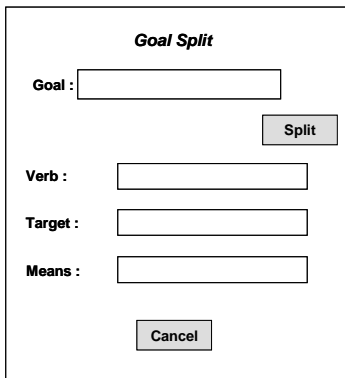 Goal Split
Goal :
Split
Verb :
Target :
Means :
Cancel